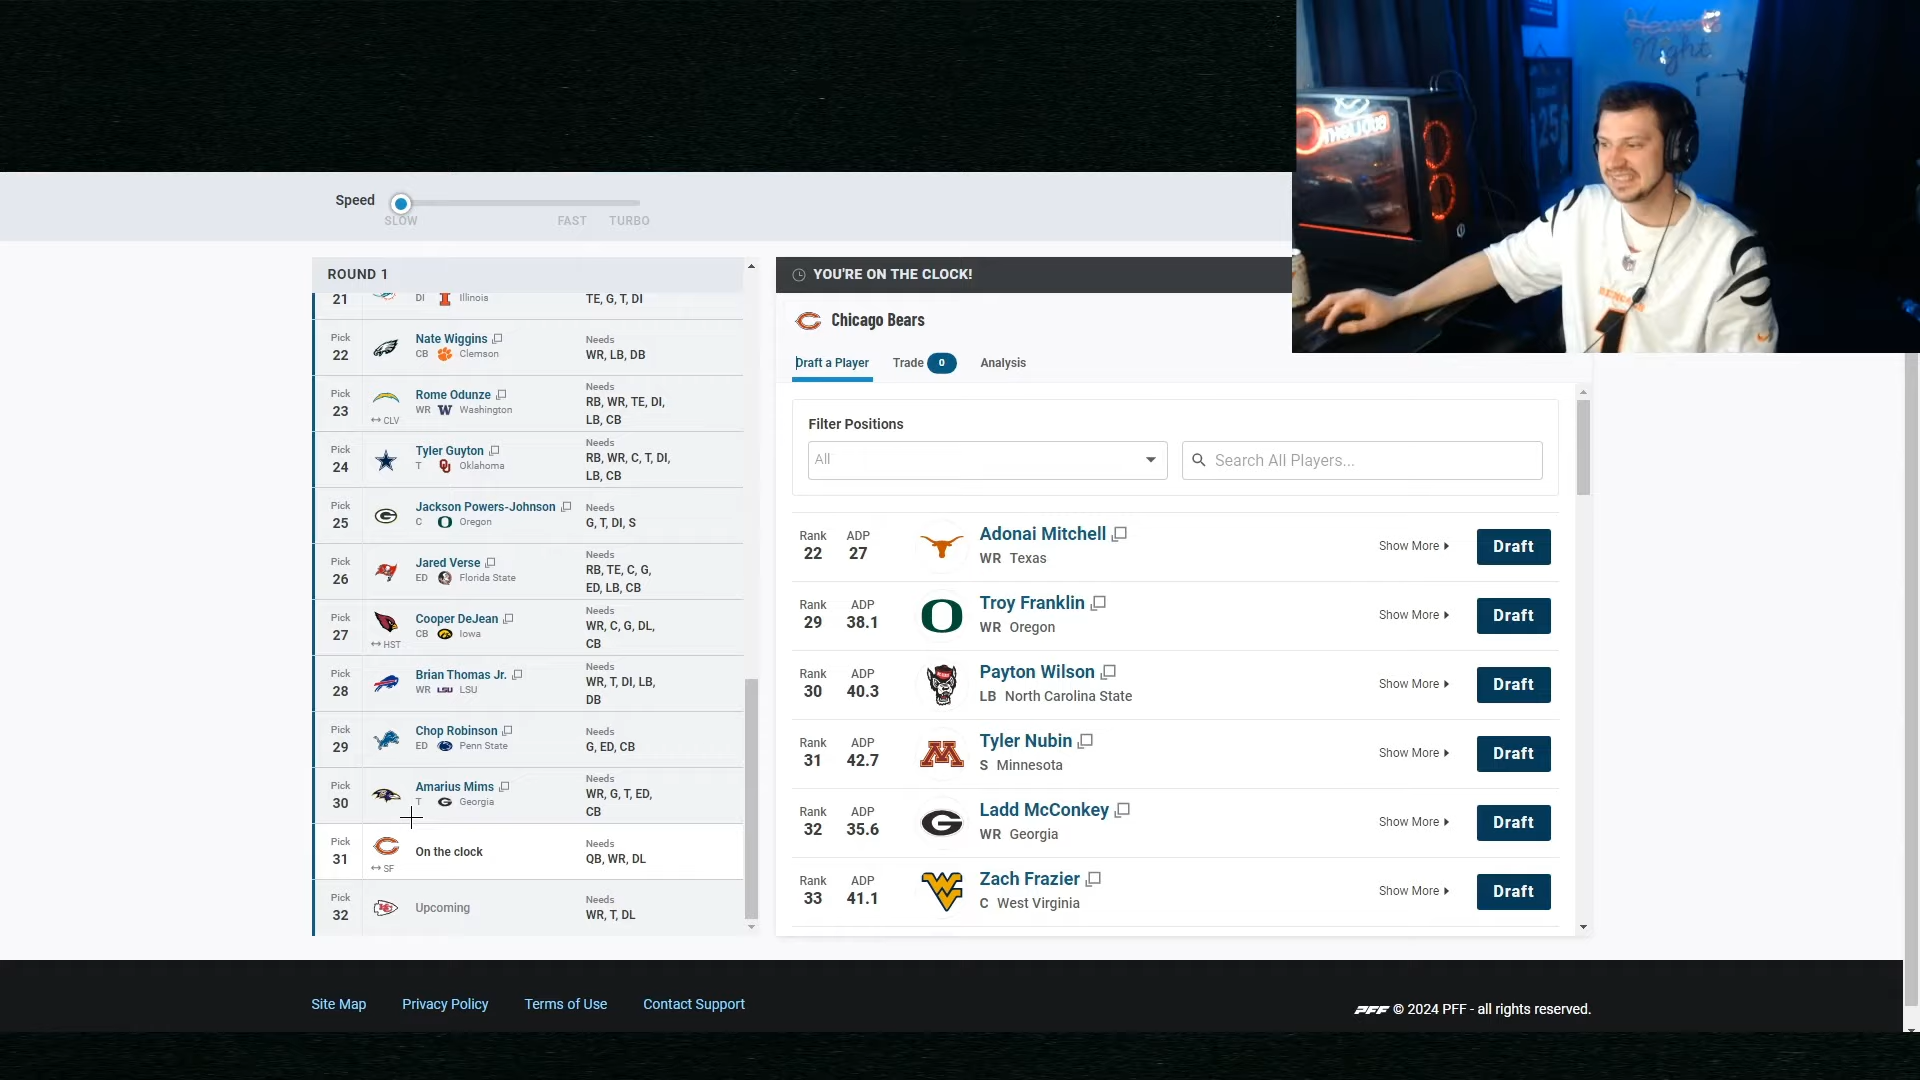 Speed
SLOW FAST TURBO
ROUND 1
21 DI Illinois TE, G, T, DI
Pick 22 Nate Wiggins CB Clemson Needs WR, LB, DB
Pick 23 Rome Odunze WR Washington Needs RB, WR, TE, DI, LB, CB
↔ CLV
Pick 24 Tyler Guyton T Oklahoma Needs RB, WR, C, T, DI, LB, CB
Pick 25 Jackson Powers-Johnson C Oregon Needs G, T, DI, S
Pick 26 Jared Verse ED Florida State Needs RB, TE, C, G, ED, LB, CB
Pick 27 Cooper DeJean CB Iowa Needs WR, C, G, DL, CB
↔ HST
Pick 28 Brian Thomas Jr. WR LSU LSU Needs WR, T, DI, LB, DB
Pick 29 Chop Robinson ED Penn State Needs G, ED, CB
Pick 30 Amarius Mims T Georgia Needs WR, G, T, ED, CB
Pick 31 On the clock Needs QB, WR, DL
↔ SF
Pick 32 Upcoming Needs WR, T, DL
YOU'RE ON THE CLOCK!
Chicago Bears
Draft a Player Trade 0 Analysis
Filter Positions
All Search All Players...
Rank 22 ADP 27 Adonai Mitchell WR Texas Show More Draft
Rank 29 ADP 38.1 Troy Franklin WR Oregon Show More Draft
Rank 30 ADP 40.3 Payton Wilson LB North Carolina State Show More Draft
Rank 31 ADP 42.7 Tyler Nubin S Minnesota Show More Draft
Rank 32 ADP 35.6 Ladd McConkey WR Georgia Show More Draft
Rank 33 ADP 41.1 Zach Frazier C West Virginia Show More Draft
Site Map Privacy Policy Terms of Use Contact Support
PFF © 2024 PFF - all rights reserved.
Night